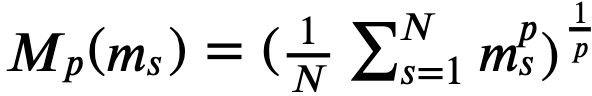 $M_p(m_s) = (\frac{1}{N} \sum_{s=1}^{N} m_s^p)^{\frac{1}{p}}$